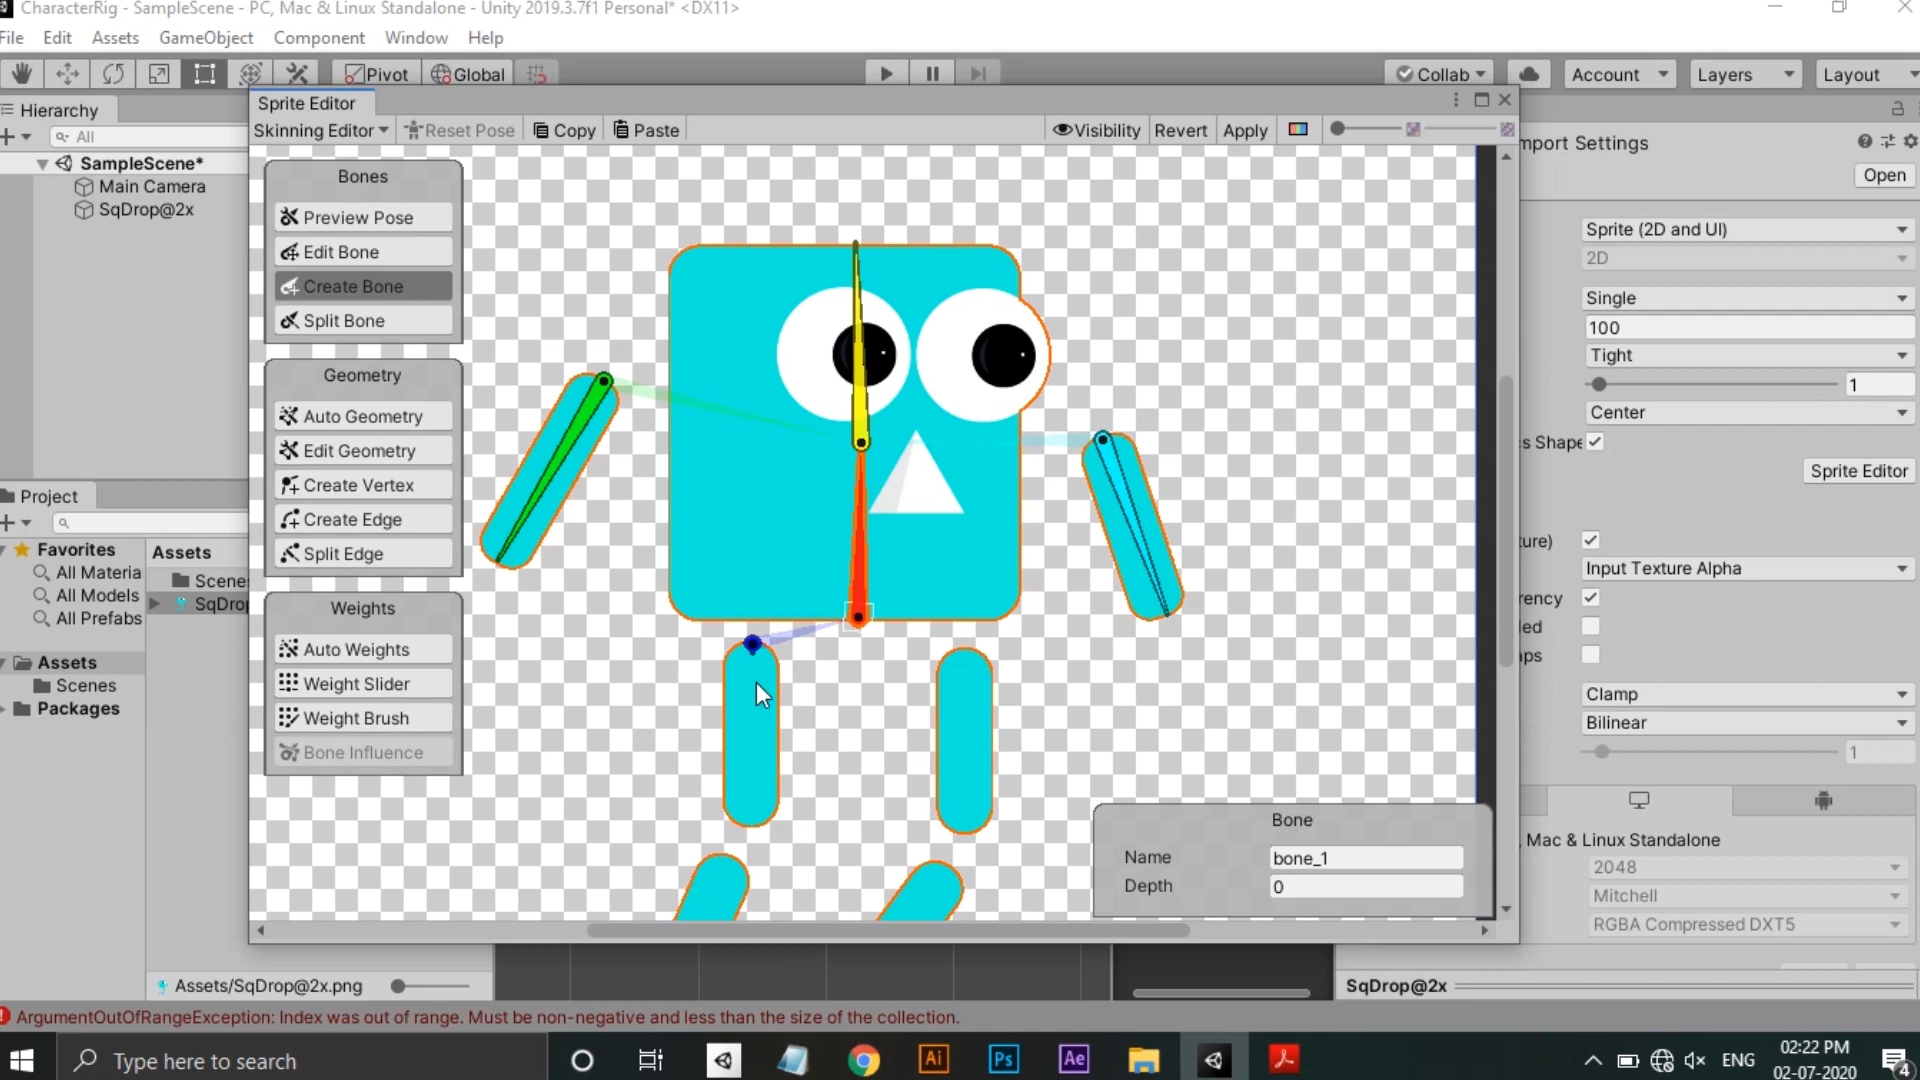 CharacterRig - SampleScene - PC, Mac & Linux Standalone - Unity 2019.3.7f1 Personal* <DX11>
File Edit Assets GameObject Component Window Help
Pivot Global Collab Account Layers Layout
Hierarchy
All
SampleScene*
Main Camera
SqDrop@2x
Sprite Editor
Skinning Editor Reset Pose Copy Paste Visibility Revert Apply
Bones
Preview Pose
Edit Bone
Create Bone
Split Bone
Geometry
Auto Geometry
Edit Geometry
Create Vertex
Create Edge
Split Edge
Weights
Auto Weights
Weight Slider
Weight Brush
Bone Influence
Bone
Name bone_1
Depth 0
mport Settings
Open
Sprite (2D and UI)
2D
Single
100
Tight
1
Center
s Shape
Sprite Editor
ture)
Input Texture Alpha
rency
led
aps
Clamp
Bilinear
1
, Mac & Linux Standalone
2048
Mitchell
RGBA Compressed DXT5
SqDrop@2x
Project
Favorites
All Materia
All Models
All Prefabs
Assets
Scenes
Packages
Assets
Scene
SqDrop
Assets/SqDrop@2x.png
ArgumentOutOfRangeException: Index was out of range. Must be non-negative and less than the size of the collection.
Type here to search
Ai Ps Ae
ENG
02:22 PM
02-07-2020
4